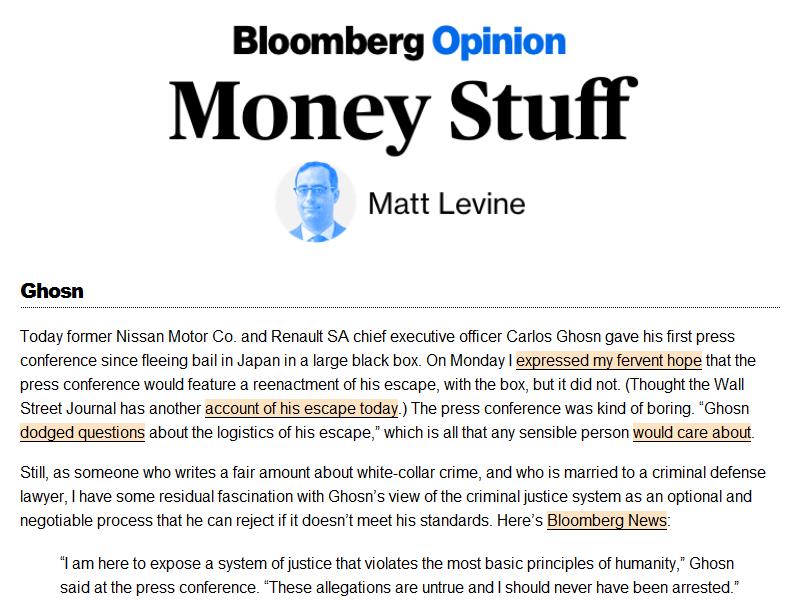 Bloomberg Opinion
Money Stuff
Matt Levine
Ghosn
Today former Nissan Motor Co. and Renault SA chief executive officer Carlos Ghosn gave his first press
conference since fleeing bail in Japan in a large black box. On Monday I expressed my fervent hope that the
press conference would feature a reenactment of his escape, with the box, but it did not. (Thought the Wall
Street Journal has another account of his escape today.) The press conference was kind of boring. “Ghosn
dodged questions about the logistics of his escape,” which is all that any sensible person would care about.
Still, as someone who writes a fair amount about white-collar crime, and who is married to a criminal defense
lawyer, I have some residual fascination with Ghosn’s view of the criminal justice system as an optional and
negotiable process that he can reject if it doesn’t meet his standards. Here’s Bloomberg News:
“I am here to expose a system of justice that violates the most basic principles of humanity,” Ghosn
said at the press conference. “These allegations are untrue and I should never have been arrested.”